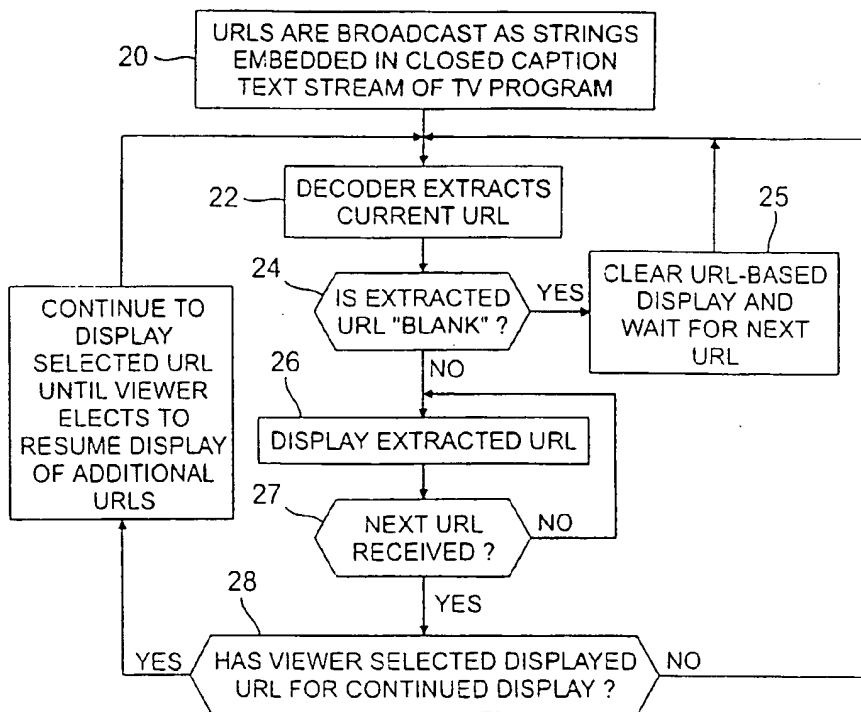 20
URLS ARE BROADCAST AS STRINGS
EMBEDDED IN CLOSED CAPTION
TEXT STREAM OF TV PROGRAM
22
DECODER EXTRACTS
CURRENT URL
24
IS EXTRACTED
URL "BLANK" ?
YES
NO
25
CLEAR URL-BASED
DISPLAY AND
WAIT FOR NEXT
URL
CONTINUE TO
DISPLAY
SELECTED URL
UNTIL VIEWER
ELECTS TO
RESUME DISPLAY
OF ADDITIONAL
URLS
26
DISPLAY EXTRACTED URL
27
NEXT URL
RECEIVED ?
NO
YES
28
HAS VIEWER SELECTED DISPLAYED
URL FOR CONTINUED DISPLAY ?
YES
NO